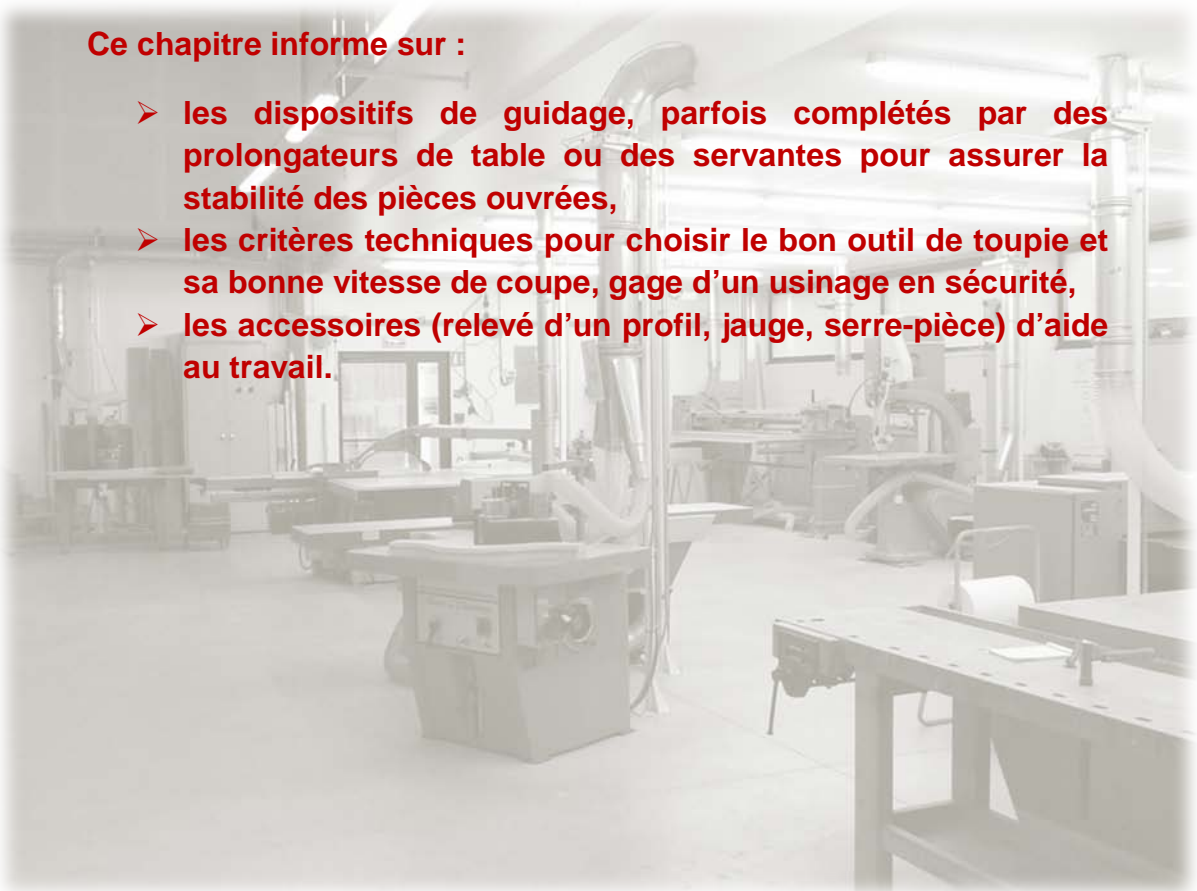 Ce chapitre informe sur :
➢ les dispositifs de guidage, parfois complétés par des
prolongateurs de table ou des servantes pour assurer la
stabilité des pièces ouvrées,
➢ les critères techniques pour choisir le bon outil de toupie et
sa bonne vitesse de coupe, gage d’un usinage en sécurité,
➢ les accessoires (relevé d’un profil, jauge, serre-pièce) d’aide
au travail.